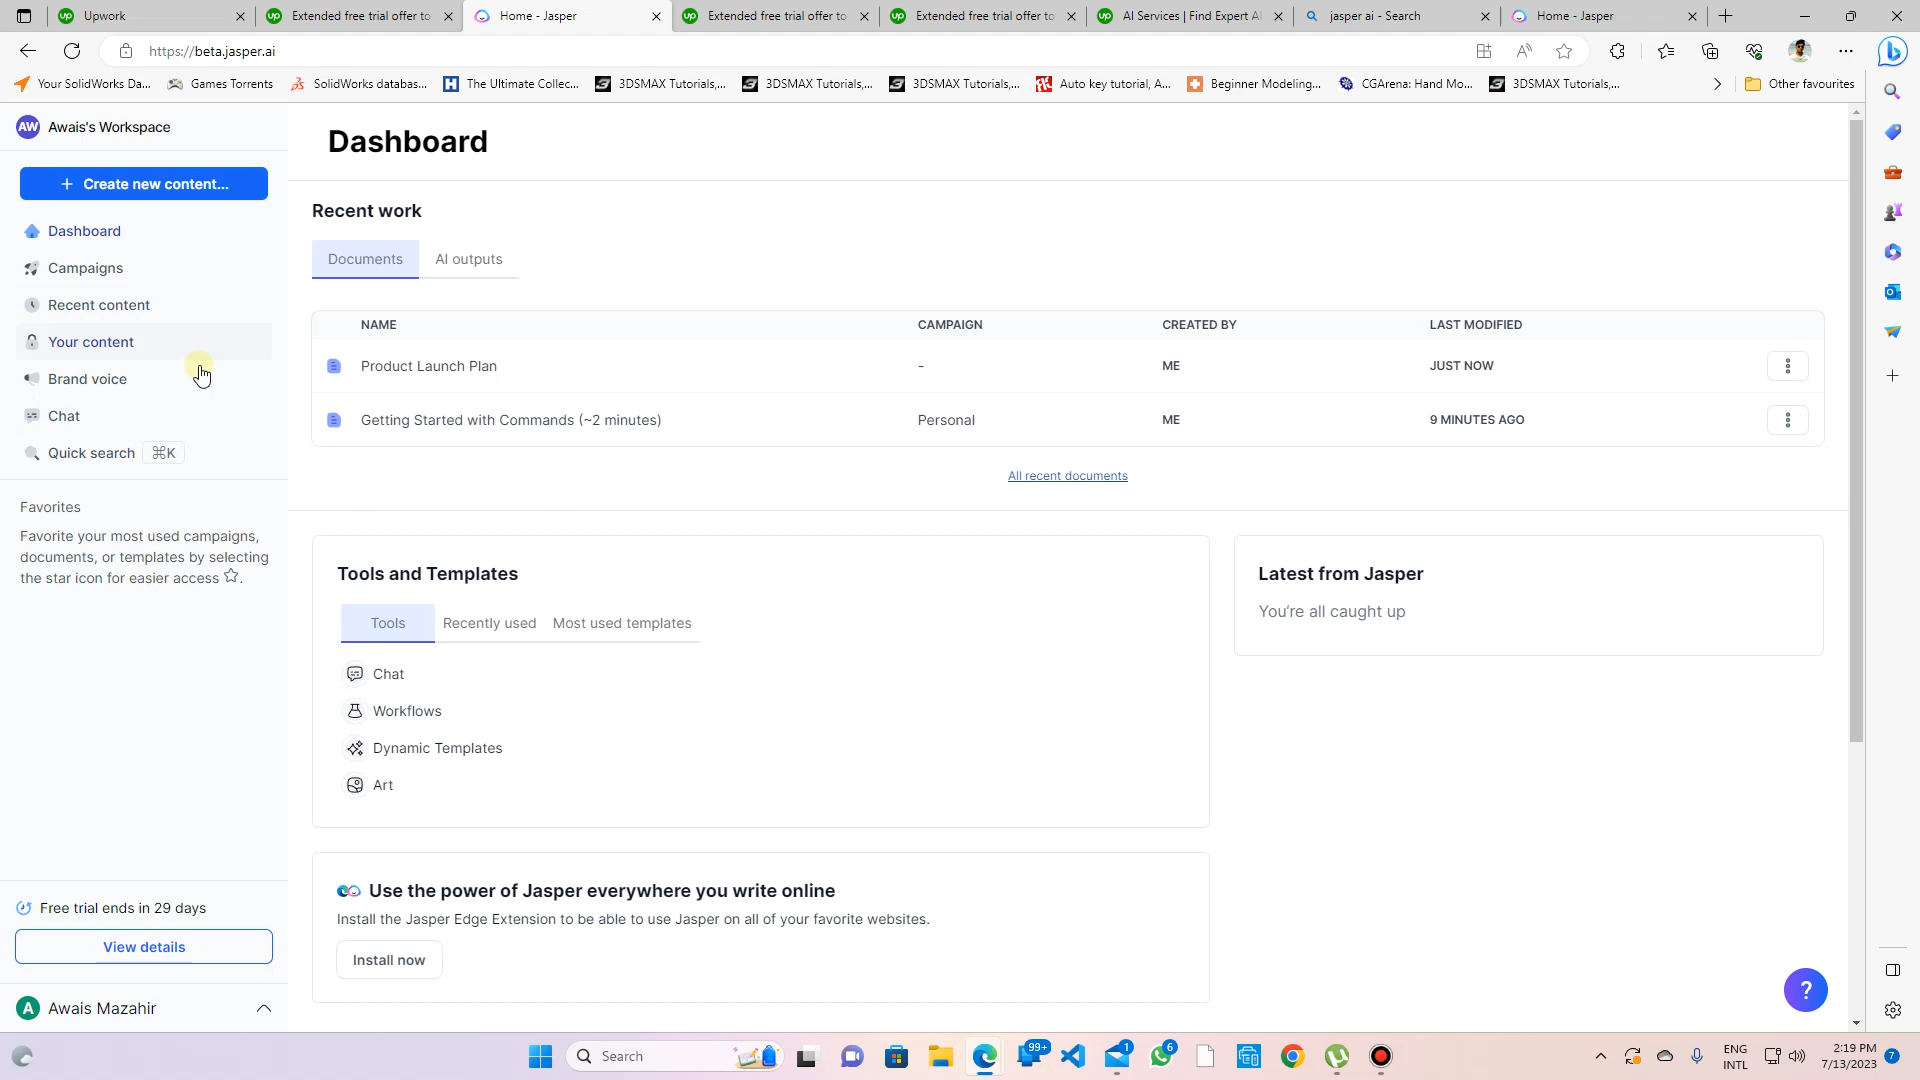 Upwork
Extended free trial offer to
Home - Jasper
Extended free trial offer to
Extended free trial offer to
AI Services | Find Expert AI
jasper ai - Search
Home - Jasper
https://beta.jasper.ai
Your SolidWorks Da...
Games Torrents
SolidWorks databas...
The Ultimate Collec...
3DSMAX Tutorials,...
3DSMAX Tutorials,...
3DSMAX Tutorials,...
Auto key tutorial, A...
Beginner Modeling...
CGArena: Hand Mo...
3DSMAX Tutorials,...
Other favourites
AW Awais's Workspace
+ Create new content...
Dashboard
Campaigns
Recent content
Your content
Brand voice
Chat
Quick search ⌘K
Favorites
Favorite your most used campaigns,
documents, or templates by selecting
the star icon for easier access ☆.
Free trial ends in 29 days
View details
A Awais Mazahir
Dashboard
Recent work
Documents AI outputs
NAME CAMPAIGN CREATED BY LAST MODIFIED
Product Launch Plan - ME JUST NOW
Getting Started with Commands (~2 minutes) Personal ME 9 MINUTES AGO
All recent documents
Tools and Templates
Tools Recently used Most used templates
Chat
Workflows
Dynamic Templates
Art
Latest from Jasper
You're all caught up
Use the power of Jasper everywhere you write online
Install the Jasper Edge Extension to be able to use Jasper on all of your favorite websites.
Install now
?
Search
99+
1
6
ENG
INTL
2:19 PM
7/13/2023
7